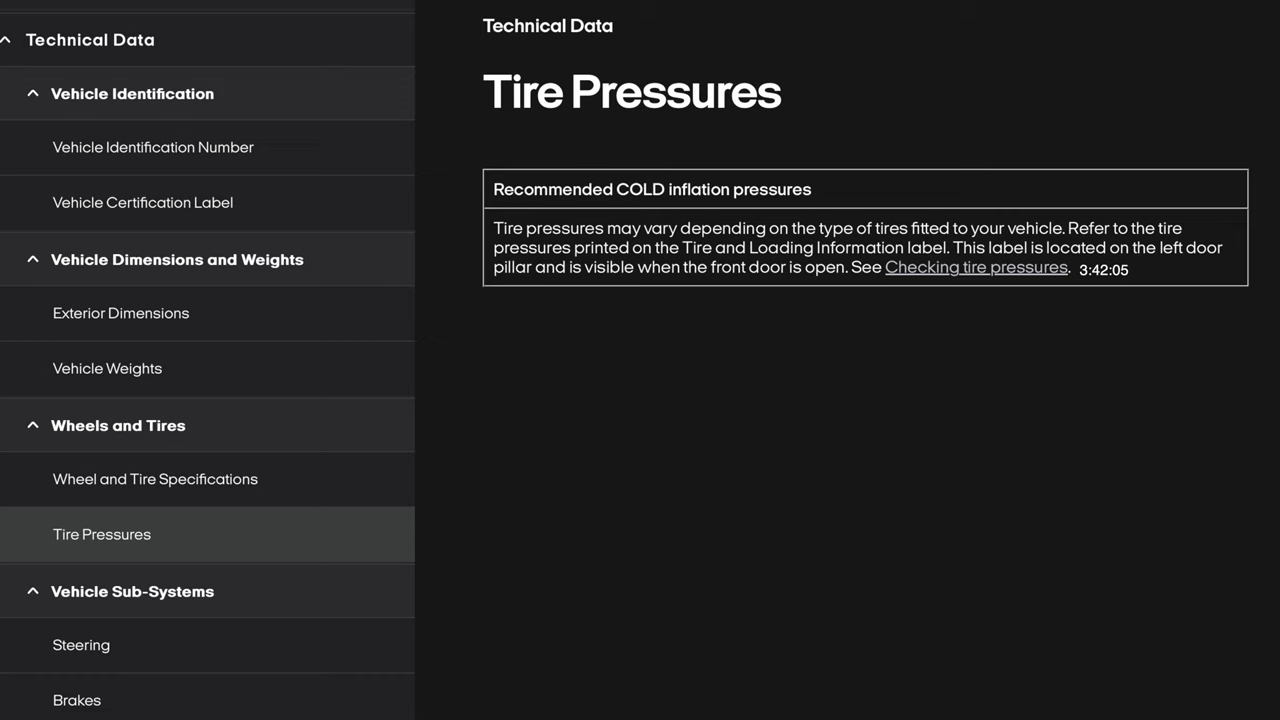 Technical Data
Vehicle Identification
Vehicle Identification Number
Vehicle Certification Label
Vehicle Dimensions and Weights
Exterior Dimensions
Vehicle Weights
Wheels and Tires
Wheel and Tire Specifications
Tire Pressures
Vehicle Sub-Systems
Steering
Brakes
Technical Data
Tire Pressures
Recommended COLD inflation pressures
Tire pressures may vary depending on the type of tires fitted to your vehicle. Refer to the tire
pressures printed on the Tire and Loading Information label. This label is located on the left door
pillar and is visible when the front door is open. See Checking tire pressures. 3:42:05